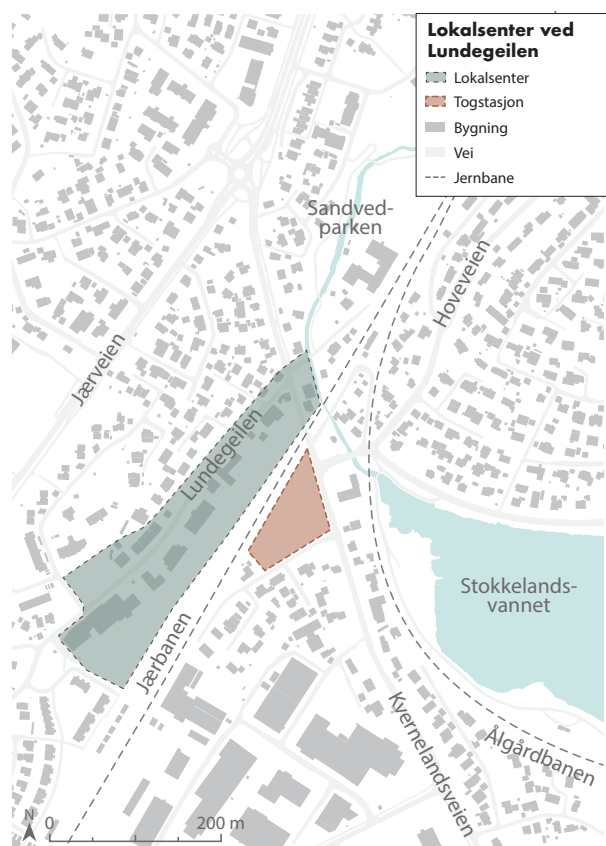 Lokalsenter ved
Lundegeilen
Lokalsenter
Togstasjon
Bygning
Vei
Jernbane
Sandved-
parken
Hoveveien
Jærveien
Lundegeilen
Stokkelands-
vannet
Jærbanen
Kvernelandsveien
Ålgårdbanen
N
0
200 m